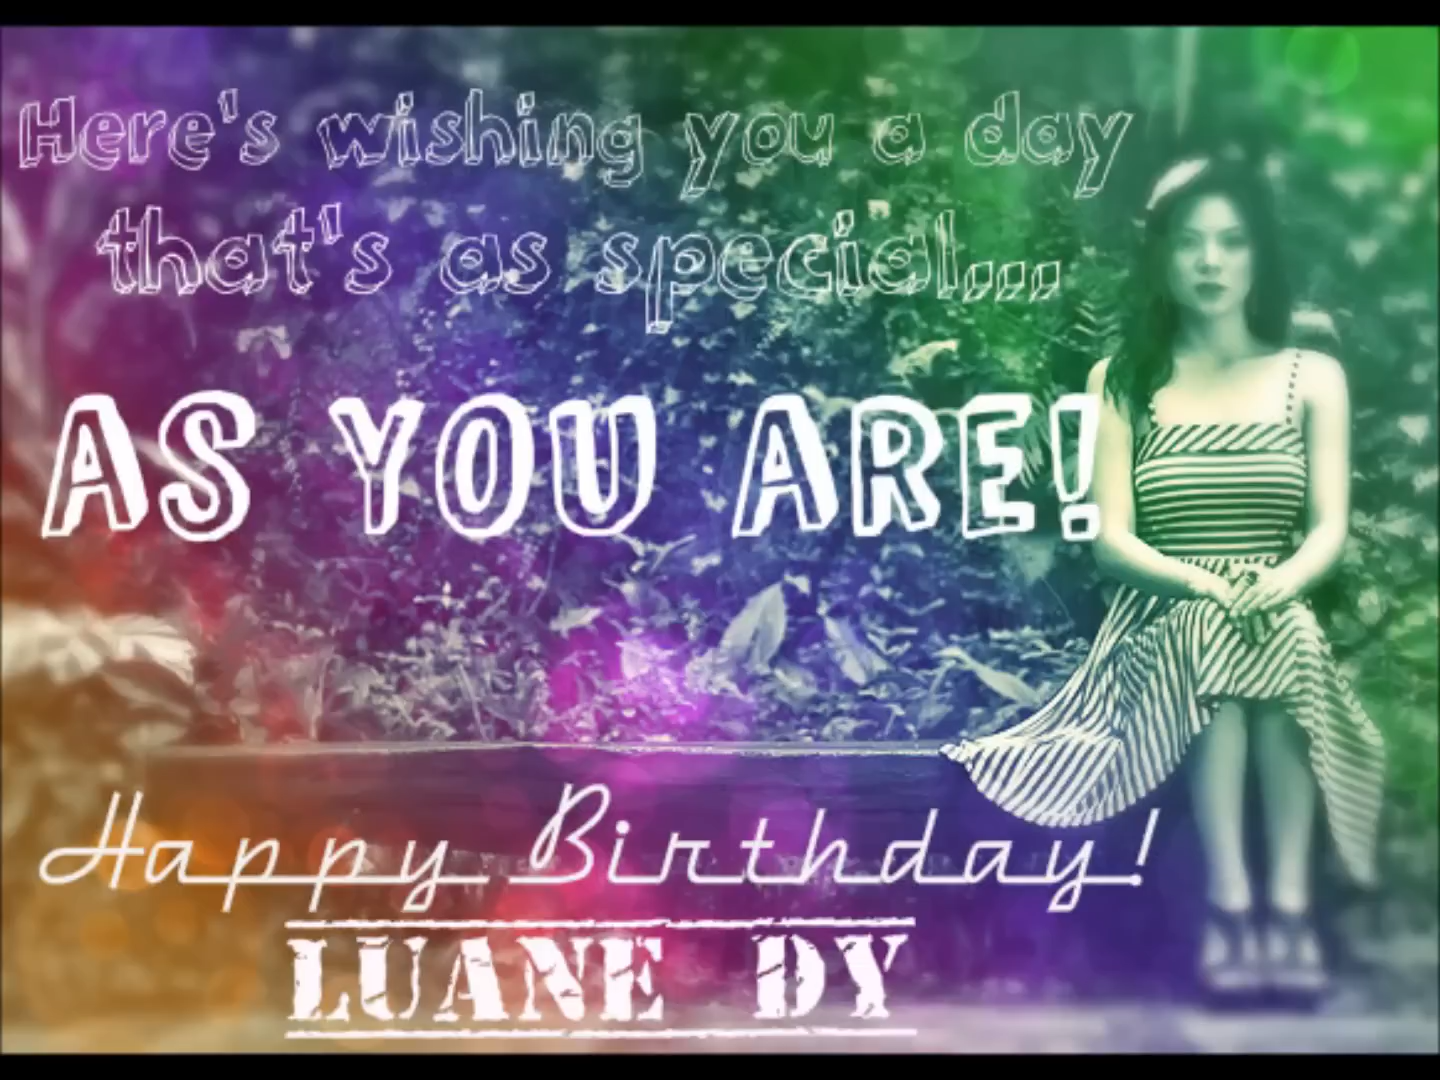 Here's wishing you a day
that's as special....
AS YOU ARE!
Happy Birthday!
LUANE DY